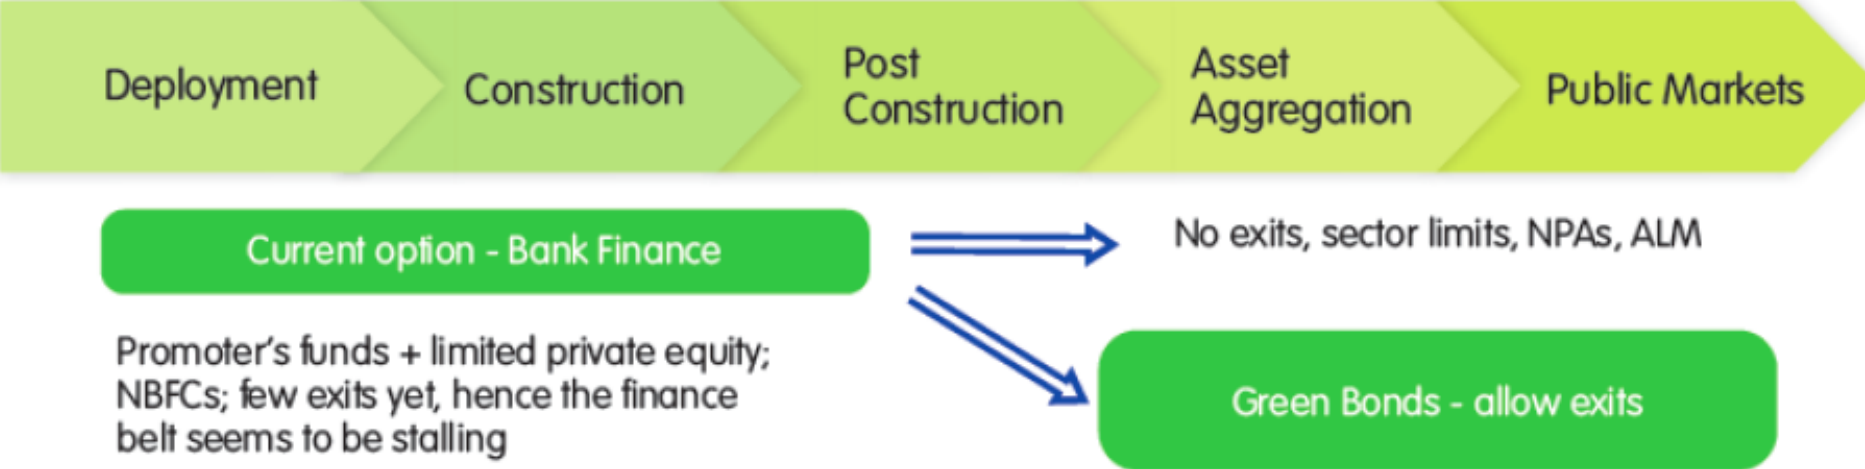 Deployment
Construction
Post
Construction
Asset
Aggregation
Public Markets
Current option - Bank Finance
No exits, sector limits, NPAs, ALM
Promoter's funds + limited private equity;
NBFCs; few exits yet, hence the finance
belt seems to be stalling
Green Bonds - allow exits